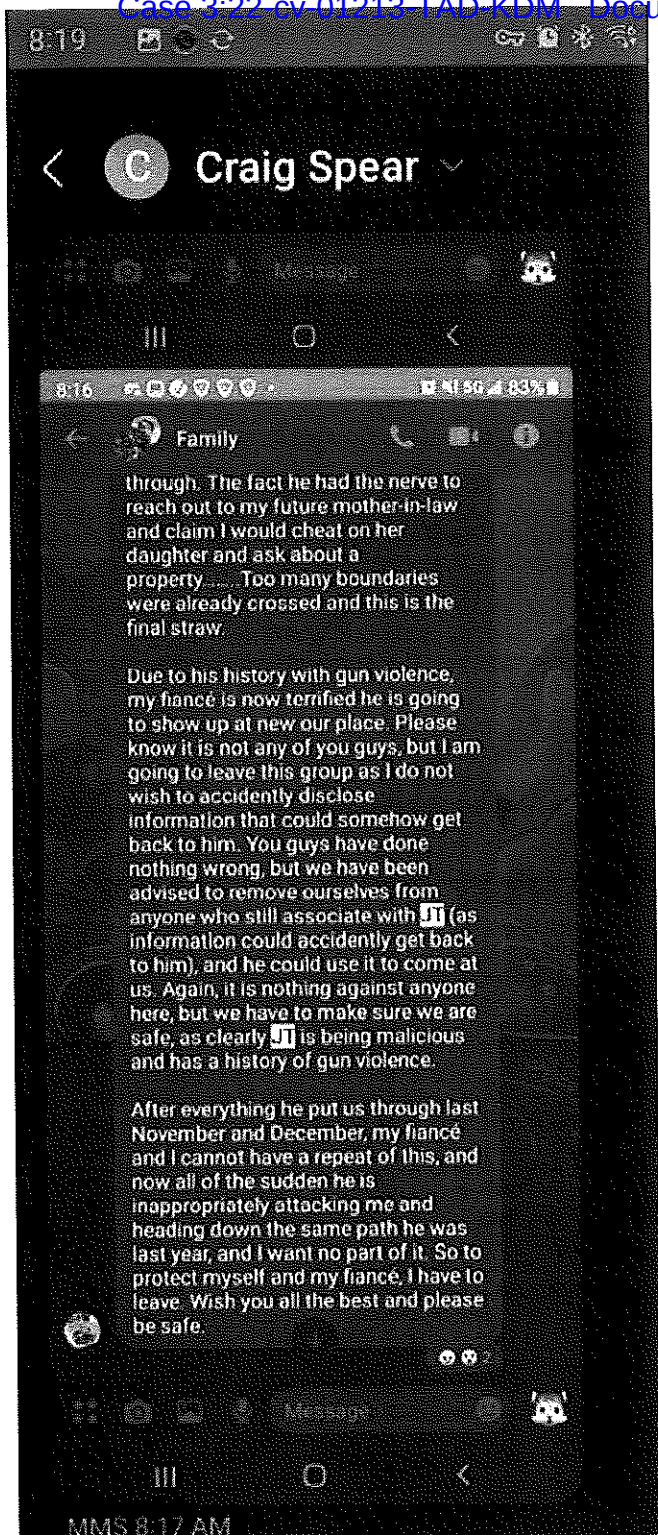 Case 3:22-cv-01213-TAD-KDM Docu
8:19
C Craig Spear
Message
8:16 5G 83%
Family
through. The fact he had the nerve to
reach out to my future mother-in-law
and claim I would cheat on her
daughter and ask about a
property ..... Too many boundaries
were already crossed and this is the
final straw.
Due to his history with gun violence,
my fiancé is now terrified he is going
to show up at new our place. Please
know it is not any of you guys, but I am
going to leave this group as I do not
wish to accidently disclose
information that could somehow get
back to him. You guys have done
nothing wrong, but we have been
advised to remove ourselves from
anyone who still associate with JT (as
information could accidently get back
to him), and he could use it to come at
us. Again, it is nothing against anyone
here, but we have to make sure we are
safe, as clearly JT is being malicious
and has a history of gun violence.
After everything he put us through last
November and December, my fiancé
and I cannot have a repeat of this, and
now all of the sudden he is
inappropriately attacking me and
heading down the same path he was
last year, and I want no part of it. So to
protect myself and my fiancé, I have to
leave. Wish you all the best and please
be safe.
2
Message
MMS 8:17 AM